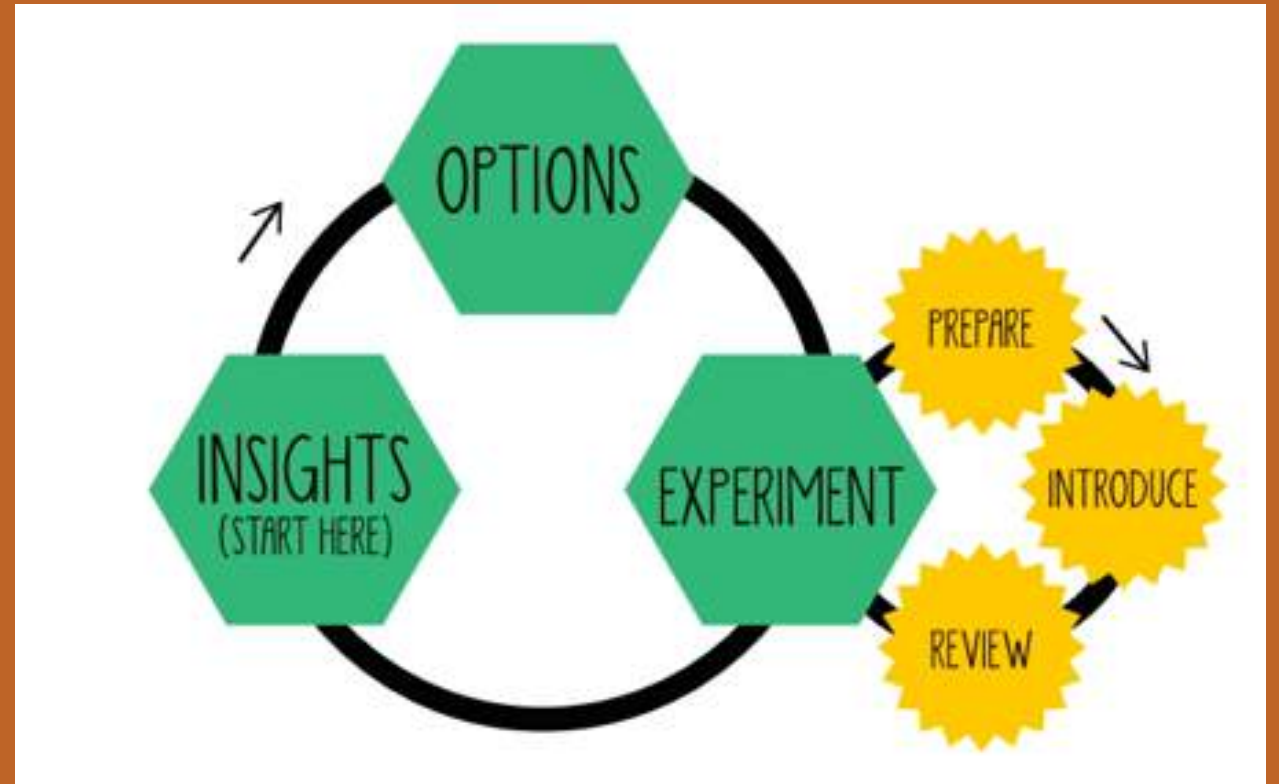 OPTIONS
PREPARE
INSIGHTS
(START HERE)
EXPERIMENT
INTRODUCE
REVIEW